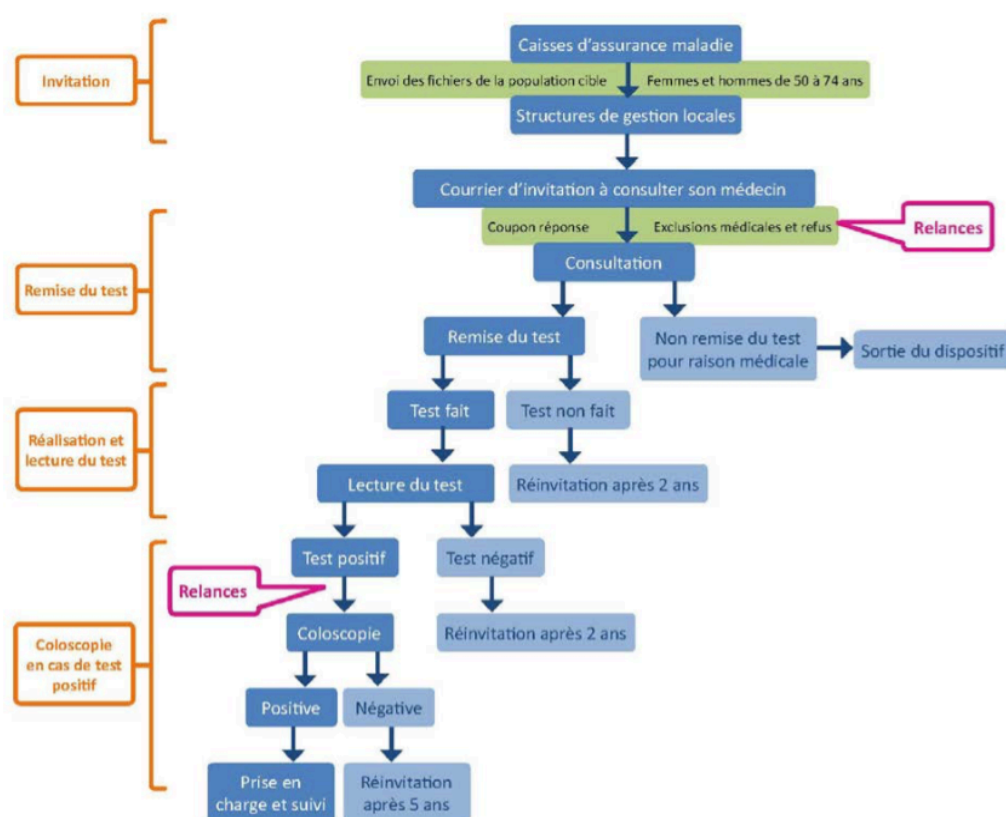 Caisses d'assurance maladie
Invitation
Envoi des fichiers de la population cible
Femmes et hommes de 50 à 74 ans
Structures de gestion locales
Courrier d'invitation à consulter son médecin
Coupon réponse
Exclusions médicales et refus
Relances
Consultation
Remise du test
Remise du test
Non remise du test
pour raison médicale
Sortie du dispositif
Test fait
Test non fait
Réalisation et
lecture du test
Lecture du test
Réinvitation après 2 ans
Test positif
Test négatif
Relances
Coloscopie
Réinvitation après 2 ans
Coloscopie
en cas de test
positif
Positive
Négative
Prise en
charge et suivi
Réinvitation
après 5 ans